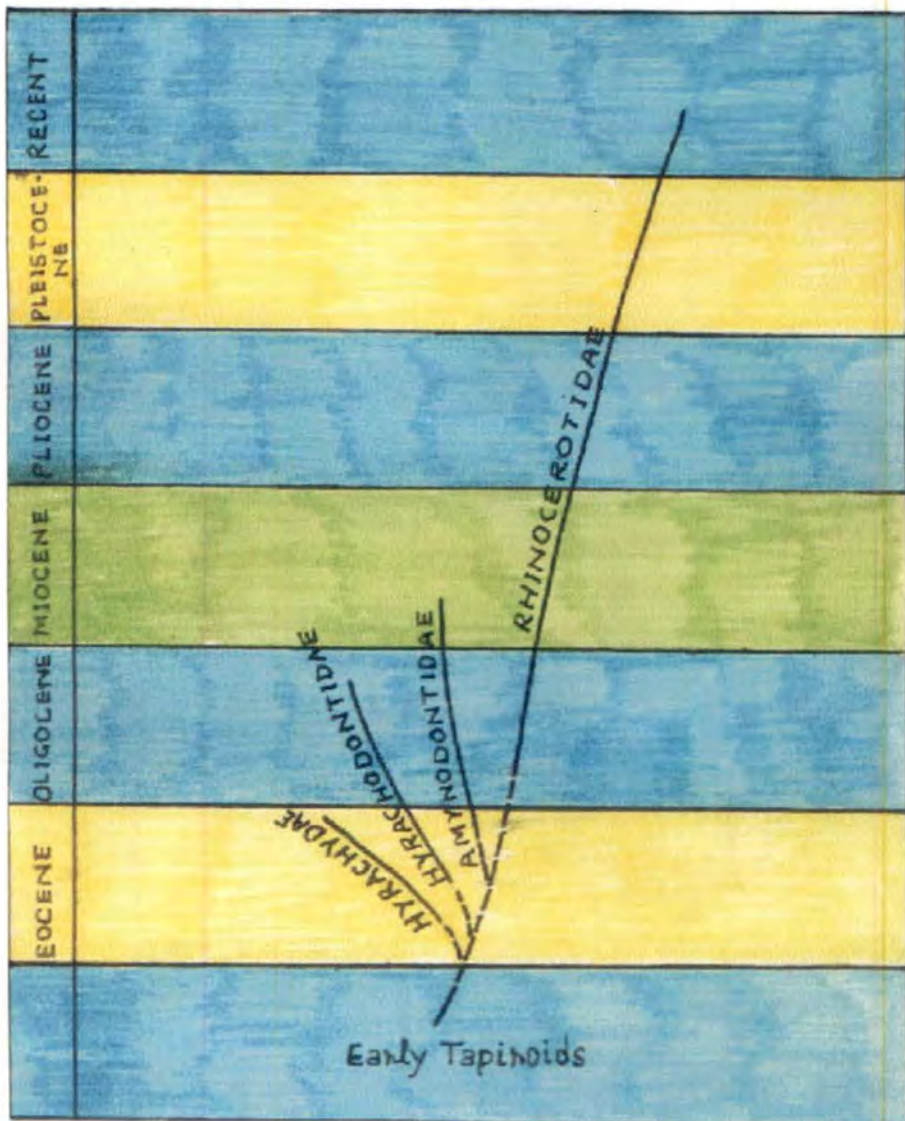 RECENT
PLEISTOCE-
NE
PLIOCENE
MIOCENE
OLIGOCENE
EOCENE
RHINOCEROTIDAE
AMYNODONTIDAE
HYRACHODONTIDAE
HYRACHYDAE
Early Tapiroids